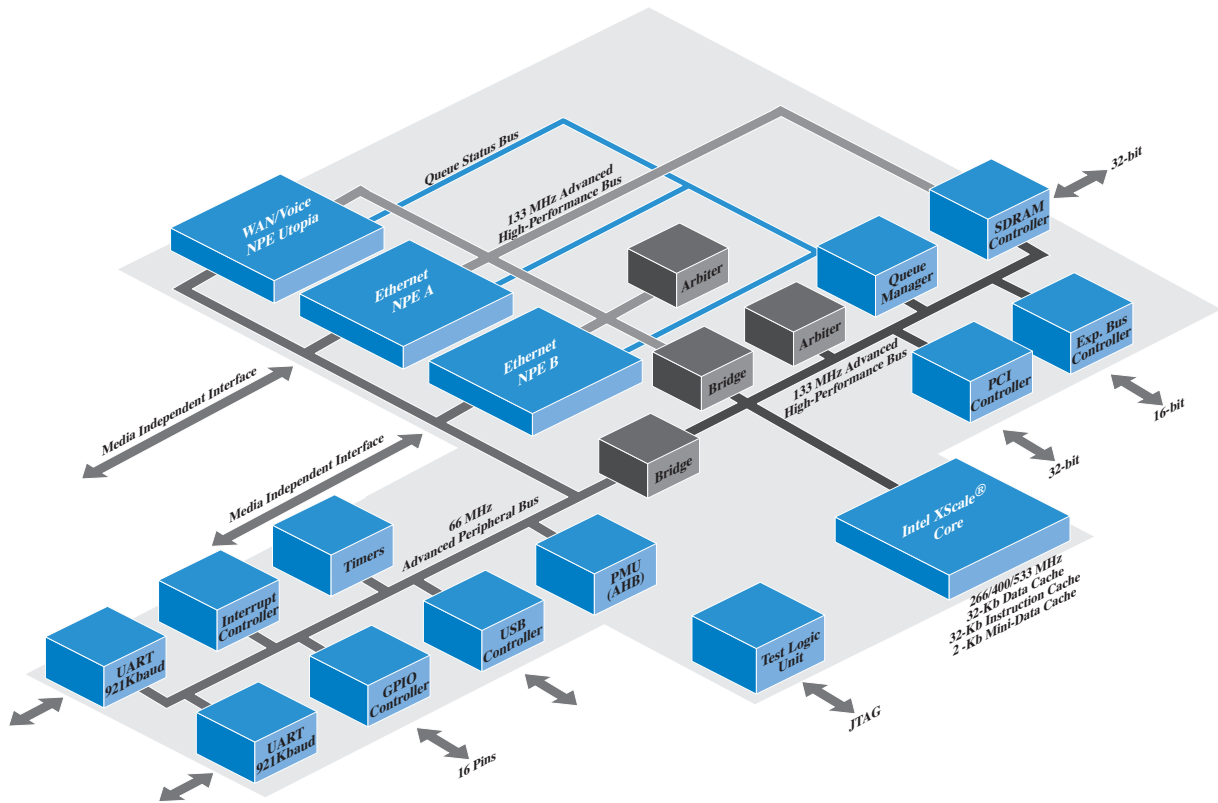 Queue Status Bus
133 MHz Advanced
High-Performance Bus
32-bit
WAN/Voice
NPE Utopia
SDRAM
Controller
Ethernet
NPE A
Arbiter
Queue
Manager
Ethernet
NPE B
Arbiter
Exp. Bus
Controller
Bridge
133 MHz Advanced
High-Performance Bus
PCI
Controller
16-bit
Media Independent Interface
Bridge
32-bit
Media Independent Interface
Intel XScale®
Core
66 MHz
Advanced Peripheral Bus
Timers
PMU
(AHB)
266/400/533 MHz
32-Kb Data Cache
32-Kb Instruction Cache
2 -Kb Mini-Data Cache
Interrupt
Controller
USB
Controller
Test Logic
Unit
UART
921Kbaud
GPIO
Controller
JTAG
UART
921Kbaud
16 Pins